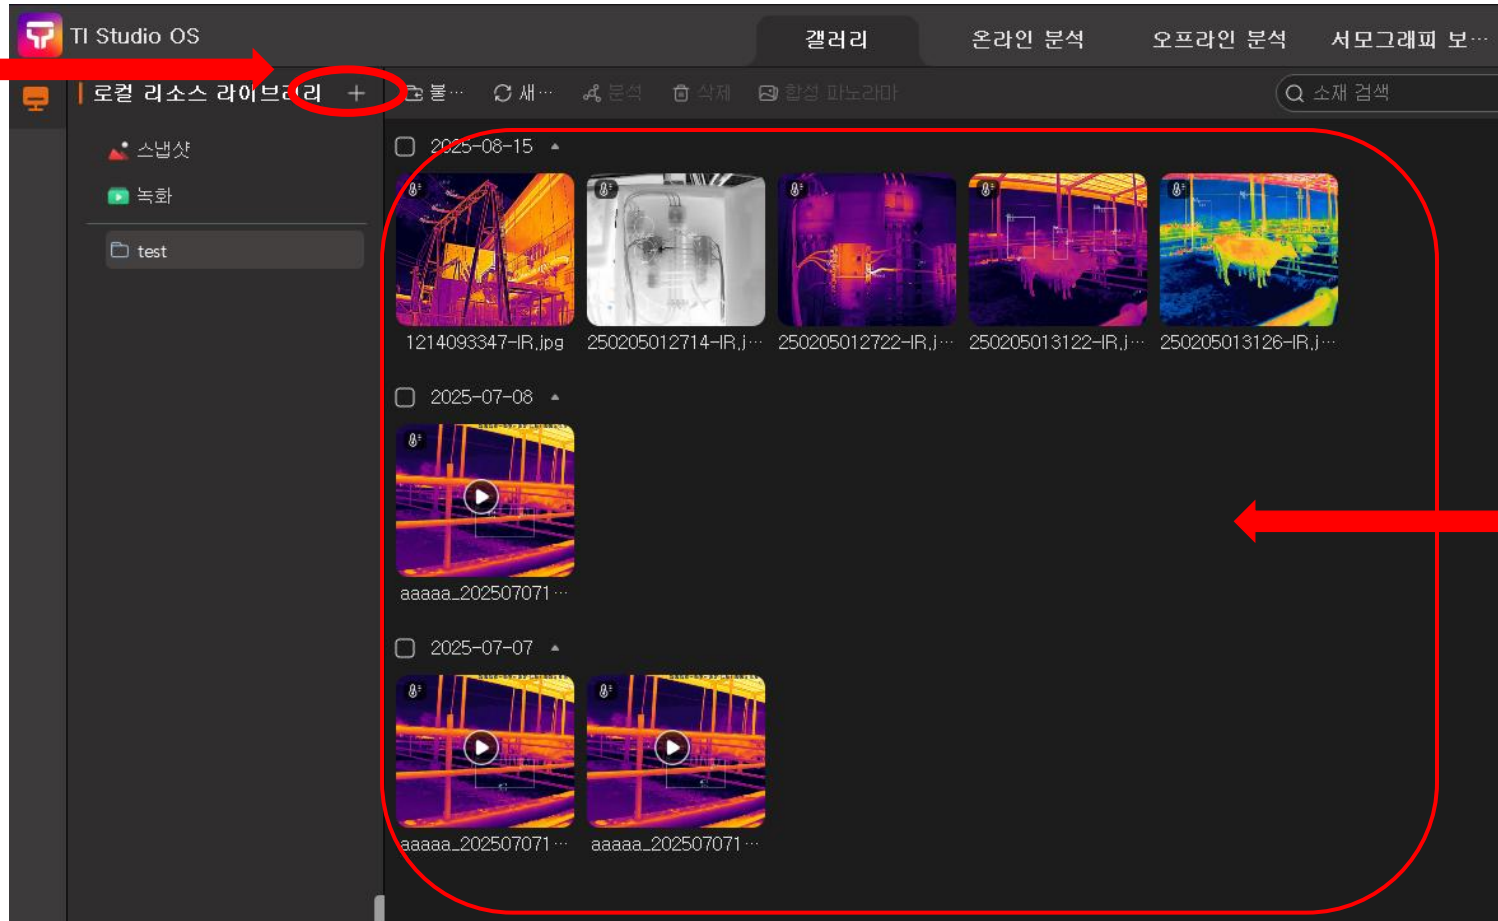 TI Studio OS
갤러리
온라인 분석
오프라인 분석
서모그래피 보…
로컬 리소스 라이브러리 +
불…
새…
분석
삭제
합성 파노라마
소재 검색
스냅샷
녹화
test
2025-08-15
1214093347-IR.jpg
250205012714-IR.j…
250205012722-IR.j…
250205013122-IR.j…
250205013126-IR.j…
2025-07-08
aaaaa_202507071…
2025-07-07
aaaaa_202507071…
aaaaa_202507071…